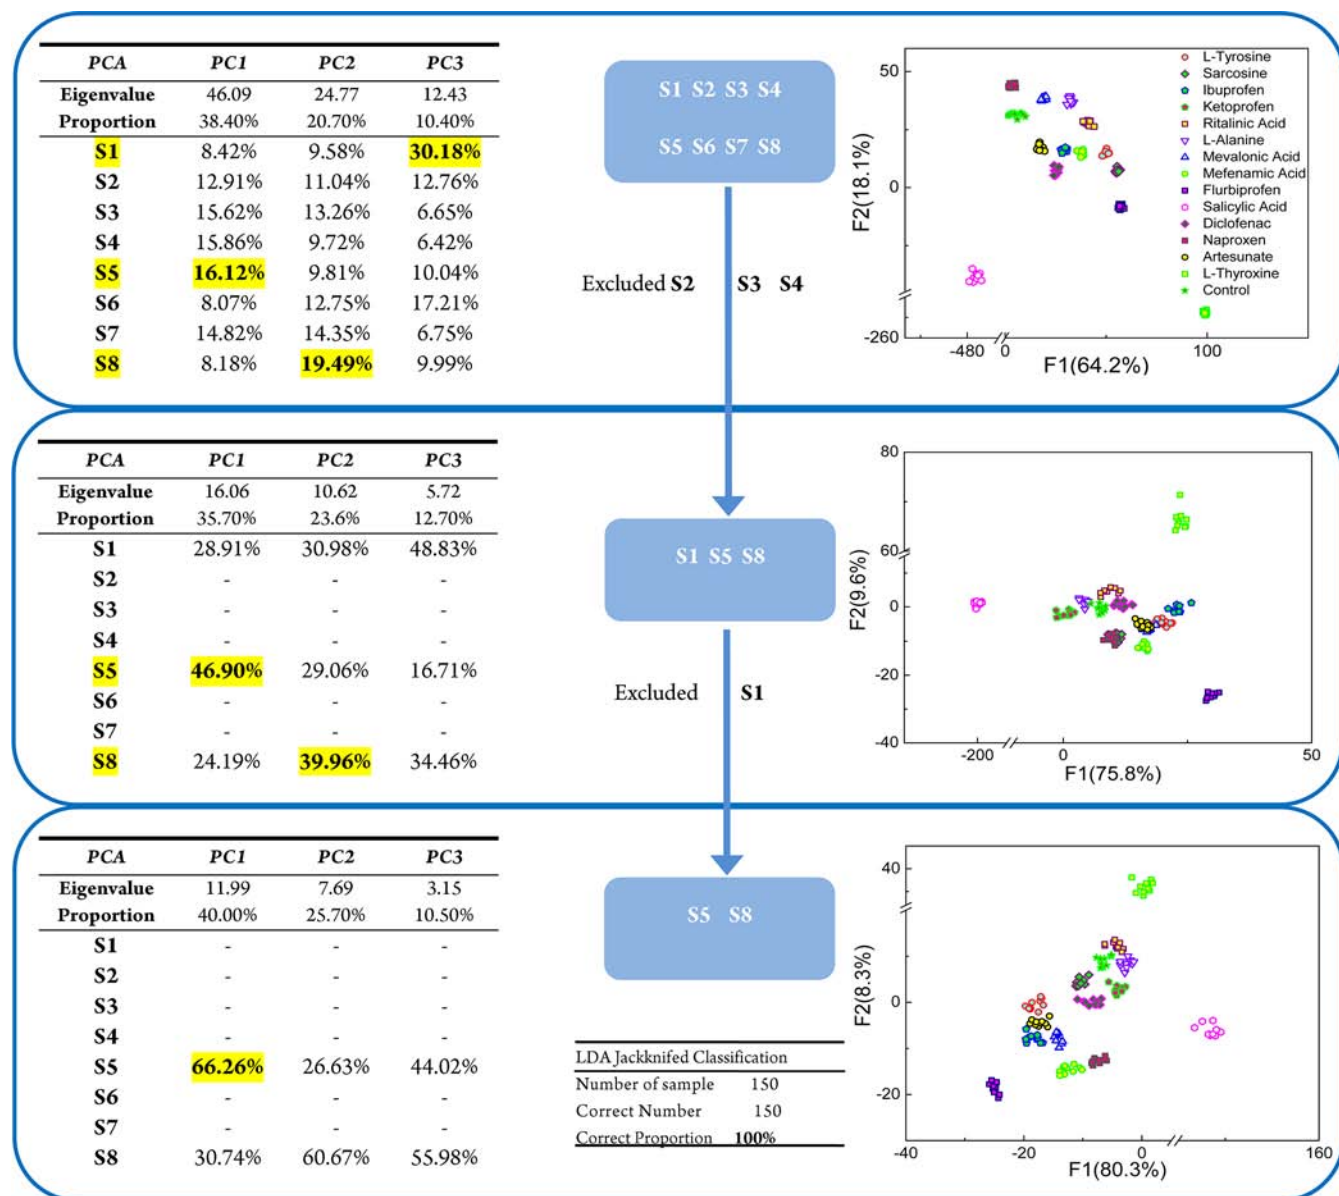 PCA PC1 PC2 PC3
Eigenvalue 46.09 24.77 12.43
Proportion 38.40% 20.70% 10.40%
S1 8.42% 9.58% 30.18%
S2 12.91% 11.04% 12.76%
S3 15.62% 13.26% 6.65%
S4 15.86% 9.72% 6.42%
S5 16.12% 9.81% 10.04%
S6 8.07% 12.75% 17.21%
S7 14.82% 14.35% 6.75%
S8 8.18% 19.49% 9.99%
S1 S2 S3 S4
S5 S6 S7 S8
Excluded S2 S3 S4
50
0
-260
F2(18.1%)
-480 0 100
F1(64.2%)
L-Tyrosine
Sarcosine
Ibuprofen
Ketoprofen
Ritalinic Acid
L-Alanine
Mevalonic Acid
Mefenamic Acid
Flurbiprofen
Salicylic Acid
Diclofenac
Naproxen
Artesunate
L-Thyroxine
Control
PCA PC1 PC2 PC3
Eigenvalue 16.06 10.62 5.72
Proportion 35.70% 23.6% 12.70%
S1 28.91% 30.98% 48.83%
S2 - - -
S3 - - -
S4 - - -
S5 46.90% 29.06% 16.71%
S6 - - -
S7 - - -
S8 24.19% 39.96% 34.46%
S1 S5 S8
Excluded S1
80
60
0
-20
-40
F2(9.6%)
-200 0 50
F1(75.8%)
PCA PC1 PC2 PC3
Eigenvalue 11.99 7.69 3.15
Proportion 40.00% 25.70% 10.50%
S1 - - -
S2 - - -
S3 - - -
S4 - - -
S5 66.26% 26.63% 44.02%
S6 - - -
S7 - - -
S8 30.74% 60.67% 55.98%
S5 S8
LDA Jackknifed Classification
Number of sample 150
Correct Number 150
Correct Proportion 100%
40
20
0
-20
F2(8.3%)
-40 -20 0 160
F1(80.3%)